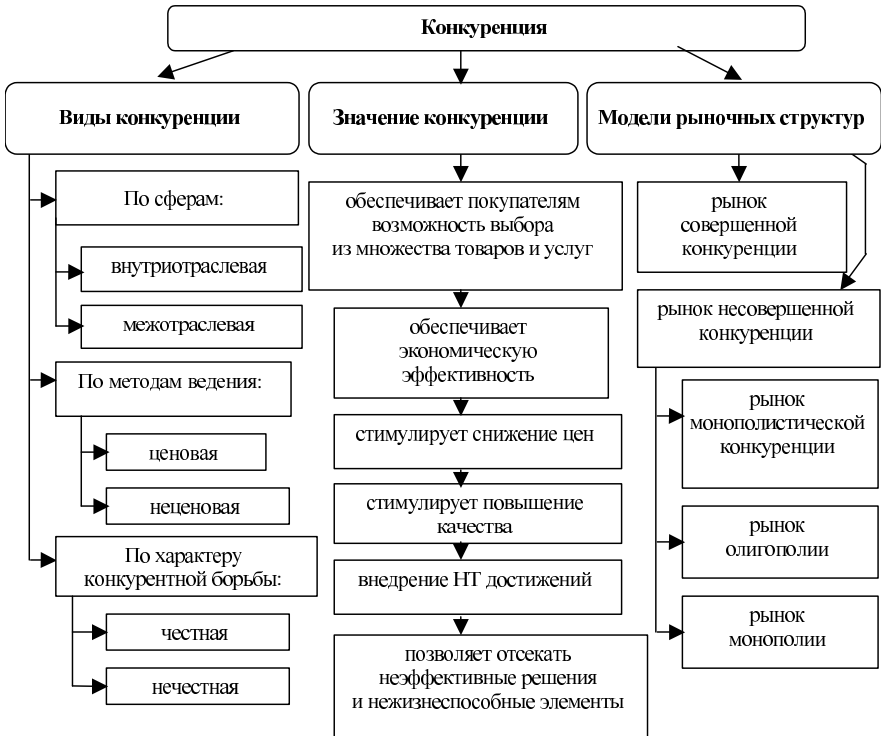 Конкуренция
Виды конкуренции
По сферам:
внутриотраслевая
межотраслевая
По методам ведения:
ценовая
неценовая
По характеру
конкурентной борьбы:
честная
нечестная
Значение конкуренции
обеспечивает покупателям
возможность выбора
из множества товаров и услуг
обеспечивает
экономическую
эффективность
стимулирует снижение цен
стимулирует повышение
качества
внедрение НТ достижений
позволяет отсекать
неэффективные решения
и нежизнеспособные элементы
Модели рыночных структур
рынок
совершенной
конкуренции
рынок несовершенной
конкуренции
рынок
монополистической
конкуренции
рынок
олигополии
рынок
монополии